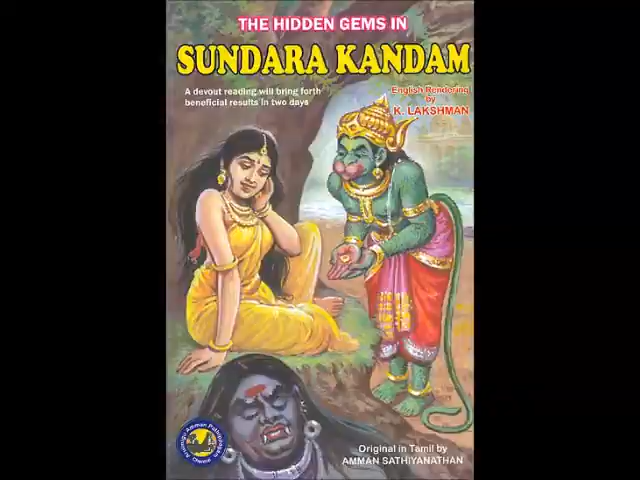 THE HIDDEN GEMS IN
SUNDARA KANDAM
A devout reading will bring forth
beneficial results in two days
English Rendering
by
K. LAKSHMAN
Original in Tamil by
AMMAN SATHIYANATHAN